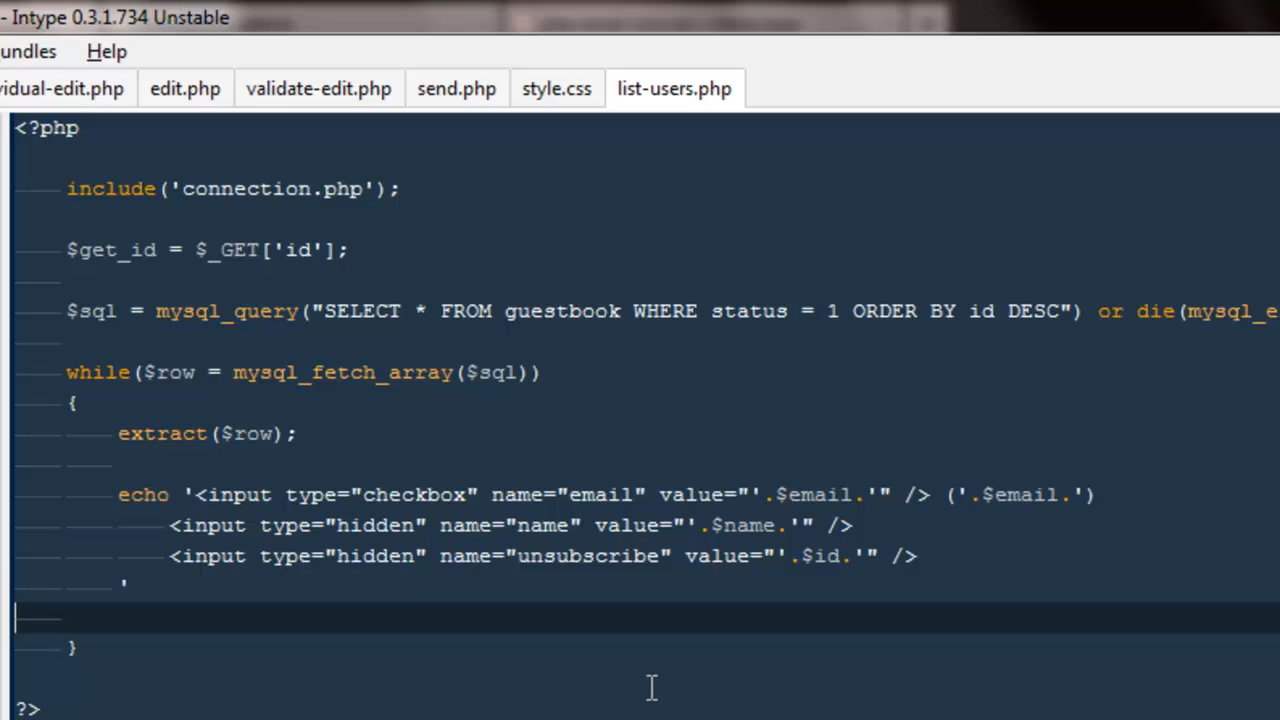 - Intype 0.3.1.734 Unstable
undles Help
vidual-edit.php edit.php validate-edit.php send.php style.css list-users.php
<?php
include('connection.php');
$get_id = $_GET['id'];
$sql = mysql_query("SELECT * FROM guestbook WHERE status = 1 ORDER BY id DESC") or die(mysql_e
while($row = mysql_fetch_array($sql))
{
extract($row);
echo '<input type="checkbox" name="email" value="'.$email.'" /> ('.$email.')
<input type="hidden" name="name" value="'.$name.'" />
<input type="hidden" name="unsubscribe" value="'.$id.'" />
'
}
?>